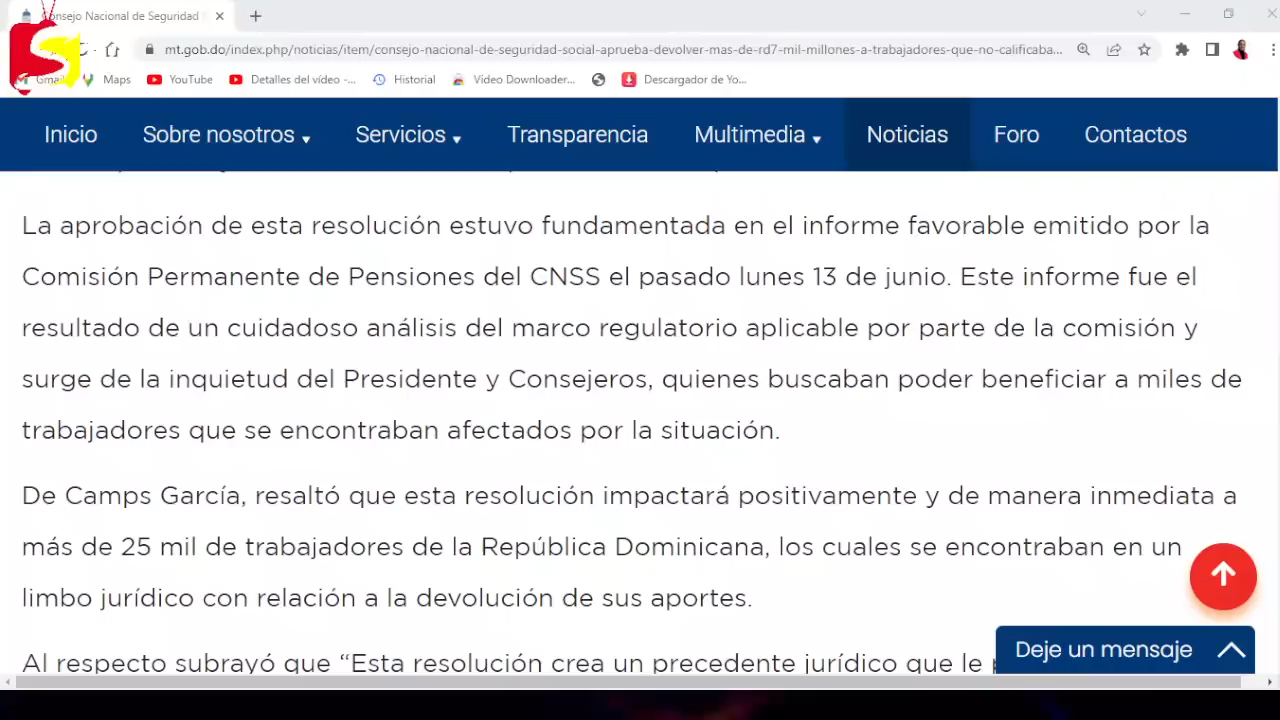 Consejo Nacional de Seguridad
mt.gob.do/index.php/noticias/item/consejo-nacional-de-seguridad-social-aprueba-devolver-mas-de-rd7-mil-millones-a-trabajadores-que-no-calificaba...
Gmail Maps YouTube Detalles del vídeo -... Historial Video Downloader... Descargador de Yo...
Inicio Sobre nosotros Servicios Transparencia Multimedia Noticias Foro Contactos
La aprobación de esta resolución estuvo fundamentada en el informe favorable emitido por la
Comisión Permanente de Pensiones del CNSS el pasado lunes 13 de junio. Este informe fue el
resultado de un cuidadoso análisis del marco regulatorio aplicable por parte de la comisión y
surge de la inquietud del Presidente y Consejeros, quienes buscaban poder beneficiar a miles de
trabajadores que se encontraban afectados por la situación.
De Camps García, resaltó que esta resolución impactará positivamente y de manera inmediata a
más de 25 mil de trabajadores de la República Dominicana, los cuales se encontraban en un
limbo jurídico con relación a la devolución de sus aportes.
Al respecto subrayó que “Esta resolución crea un precedente jurídico que le
Deje un mensaje